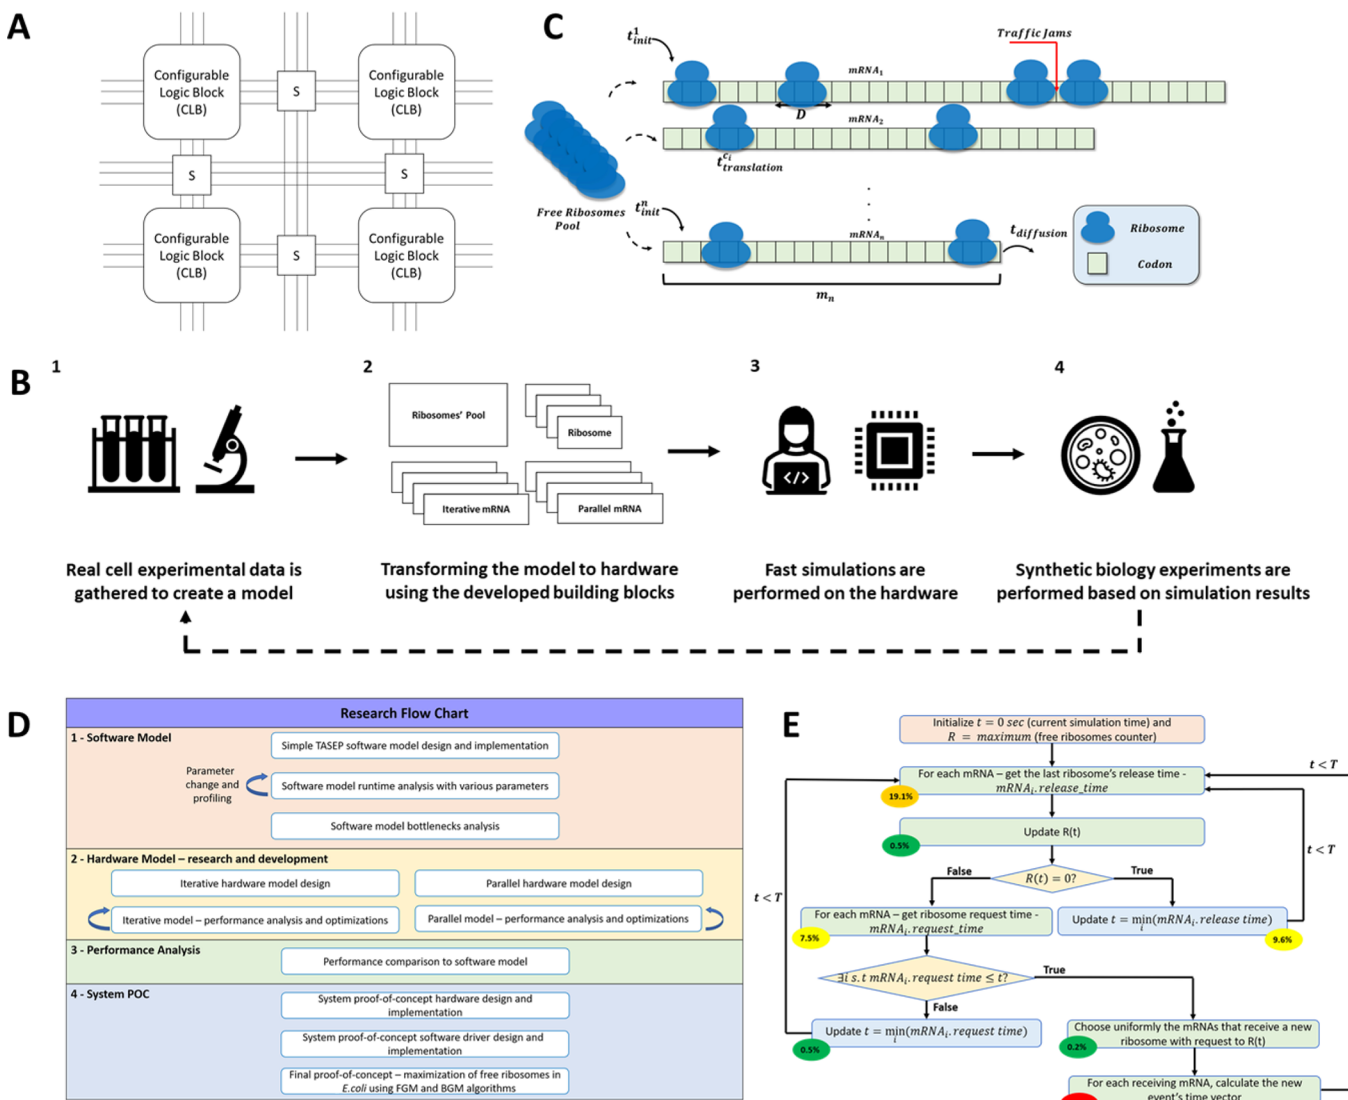 A
Configurable
Logic Block
(CLB)
S
Configurable
Logic Block
(CLB)
S
S
Configurable
Logic Block
(CLB)
S
Configurable
Logic Block
(CLB)
C
t¹init
Traffic Jams
mRNA₁
D
mRNA₂
t^{c_i}translation
Free Ribosomes
Pool
tⁿinit
mRNAₙ
t_diffusion
mₙ
Ribosome
Codon
B
1
2
3
4
Ribosomes' Pool
Ribosome
Iterative mRNA
Parallel mRNA
</>
Real cell experimental data is
gathered to create a model
Transforming the model to hardware
using the developed building blocks
Fast simulations are
performed on the hardware
Synthetic biology experiments are
performed based on simulation results
D
Research Flow Chart
1 - Software Model
Simple TASEP software model design and implementation
Parameter
change and
profiling
Software model runtime analysis with various parameters
Software model bottlenecks analysis
2 - Hardware Model – research and development
Iterative hardware model design
Parallel hardware model design
Iterative model – performance analysis and optimizations
Parallel model – performance analysis and optimizations
3 - Performance Analysis
Performance comparison to software model
4 - System POC
System proof-of-concept hardware design and
implementation
System proof-of-concept software driver design and
implementation
Final proof-of-concept – maximization of free ribosomes in
E.coli using FGM and BGM algorithms
E
Initialize t = 0 sec (current simulation time) and
R = maximum (free ribosomes counter)
t < T
For each mRNA – get the last ribosome's release time -
mRNAᵢ.release_time
19.1%
Update R(t)
0.5%
t < T
False
R(t) = 0?
True
t < T
For each mRNA – get ribosome request time -
mRNAᵢ.request_time
7.5%
Update t = minᵢ(mRNAᵢ.release time)
9.6%
∃i s.t mRNAᵢ.request time ≤ t?
True
False
Update t = minᵢ(mRNAᵢ.request time)
0.5%
Choose uniformly the mRNAs that receive a new
ribosome with request to R(t)
0.2%
For each receiving mRNA, calculate the new
event's time vector